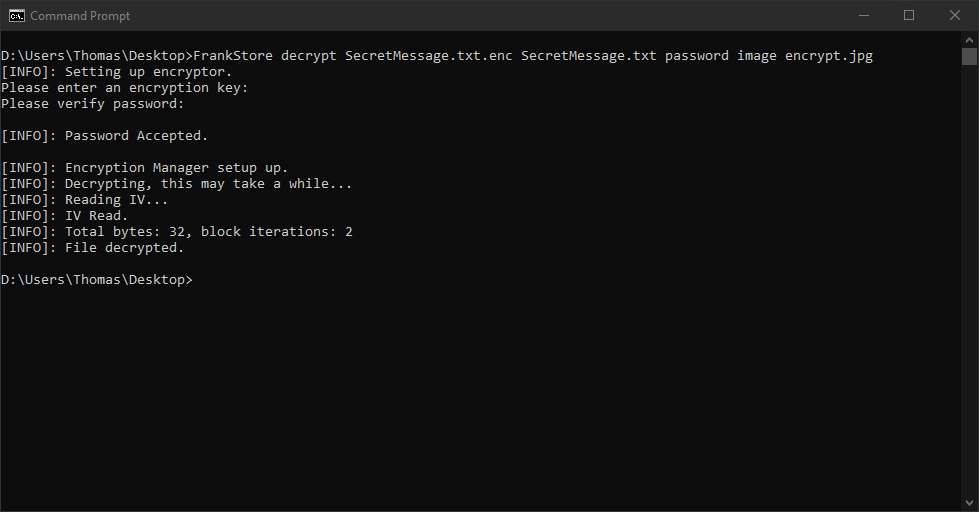 Command Prompt
D:\Users\Thomas\Desktop>FrankStore decrypt SecretMessage.txt.enc SecretMessage.txt password image encrypt.jpg
[INFO]: Setting up encryptor.
Please enter an encryption key:
Please verify password:
[INFO]: Password Accepted.
[INFO]: Encryption Manager setup up.
[INFO]: Decrypting, this may take a while...
[INFO]: Reading IV...
[INFO]: IV Read.
[INFO]: Total bytes: 32, block iterations: 2
[INFO]: File decrypted.
D:\Users\Thomas\Desktop>